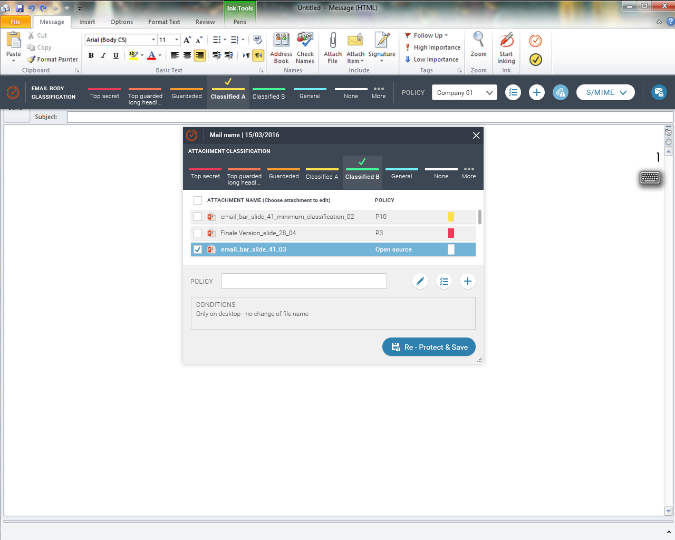 Ink Tools
Untitled - Message (HTML)
File
Message
Insert
Options
Format Text
Review
Pens
Paste
Cut
Copy
Format Painter
Clipboard
Arial (Body CS)
11
Basic Text
Address Book
Check Names
Names
Attach File
Attach Item
Signature
Include
Follow Up
High Importance
Low Importance
Tags
Zoom
Zoom
Start Inking
Ink
EMAIL BODY
CLASSIFICATION
Top secret
Top guarded
long headi...
Guardeded
Classified A
Classified B
General
None
More
POLICY
Company 01
S/MIME
Subject:
Mail name | 15/03/2016
ATTACHMENT CLASSIFICATION
Top secret
Top guarded
long headi...
Guardeded
Classified A
Classified B
General
None
More
ATTACHMENT NAME (Choose attachment to edit)
POLICY
email_bar_slide_41_minimum_classification_02
P10
Finale Version_slide_28_04
P3
email_bar_slide_41_03
Open source
POLICY
CONDITIONS
Only on desktop - no change of file name
Re - Protect & Save